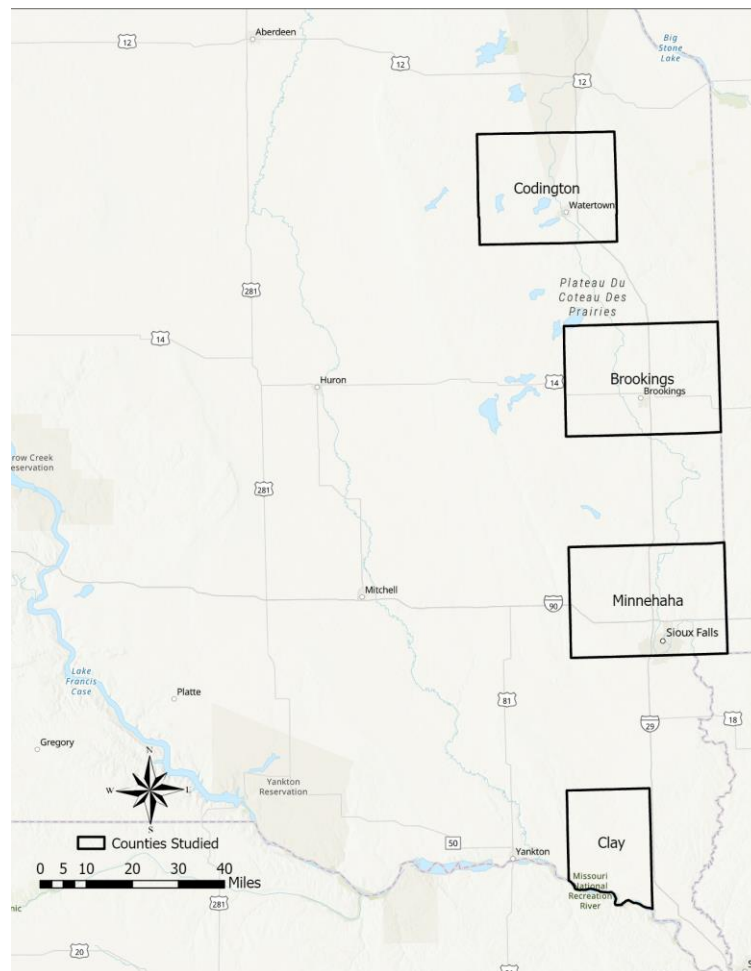 Aberdeen
Big
Stone
Lake
12
12
12
Codington
Watertown
Plateau Du
Coteau Des
Prairies
281
14
Huron
14
Brookings
Brookings
row Creek
eservation
281
Mitchell
90
Minnehaha
Sioux Falls
Lake
Francis
Case
Platte
81
29
18
Gregory
N
W
S
Yankton
Reservation
Counties Studied
50
Yankton
Clay
0 5 10 20 30 40
Miles
Missouri
National
Recreation
River
281
20